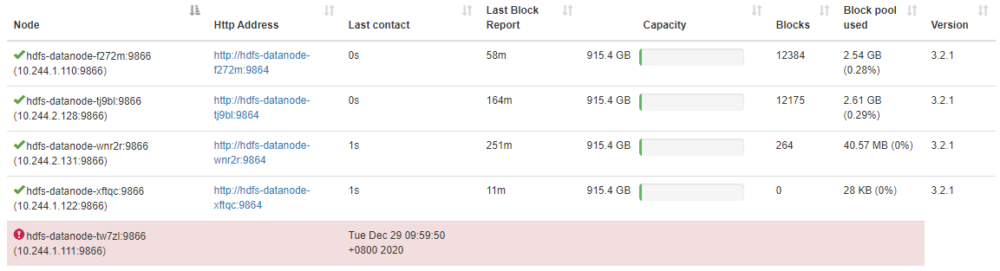 Node Http Address Last contact Last Block Report Capacity Blocks Block pool used Version
hdfs-datanode-f272m:9866 (10.244.1.110:9866) http://hdfs-datanode-f272m:9864 0s 58m 915.4 GB 12384 2.54 GB (0.28%) 3.2.1
hdfs-datanode-tj9bl:9866 (10.244.2.128:9866) http://hdfs-datanode-tj9bl:9864 0s 164m 915.4 GB 12175 2.61 GB (0.29%) 3.2.1
hdfs-datanode-wnr2r:9866 (10.244.2.131:9866) http://hdfs-datanode-wnr2r:9864 1s 251m 915.4 GB 264 40.57 MB (0%) 3.2.1
hdfs-datanode-xftqc:9866 (10.244.1.122:9866) http://hdfs-datanode-xftqc:9864 1s 11m 915.4 GB 0 28 KB (0%) 3.2.1
hdfs-datanode-tw7zl:9866 (10.244.1.111:9866) Tue Dec 29 09:59:50 +0800 2020